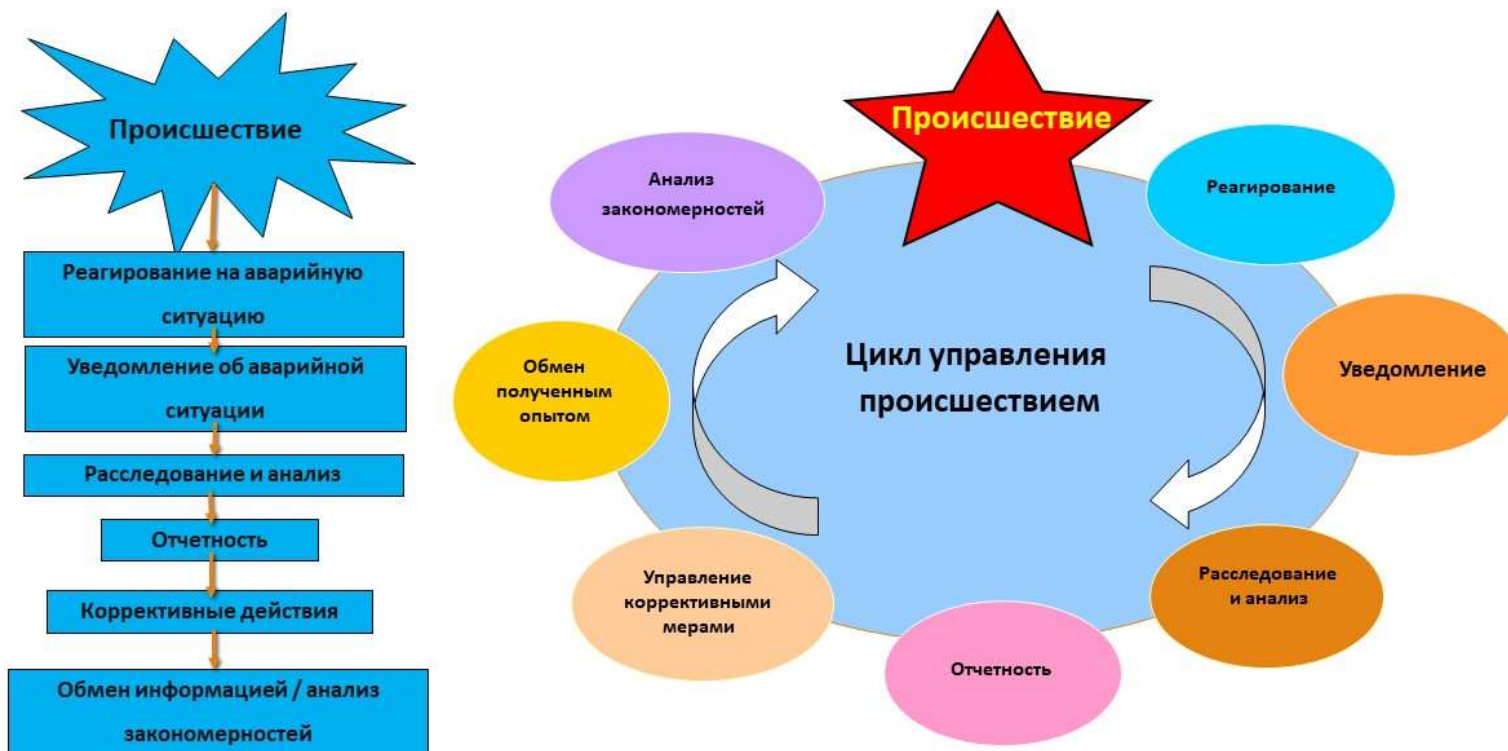 Происшествие
Реагирование на аварийную
ситуацию
Уведомление об аварийной
ситуации
Расследование и анализ
Отчетность
Коррективные действия
Обмен информацией / анализ
закономерностей
Происшествие
Реагирование
Уведомление
Расследование
и анализ
Отчетность
Управление
коррективными
мерами
Обмен
полученным
опытом
Анализ
закономерностей
Цикл управления
происшествием